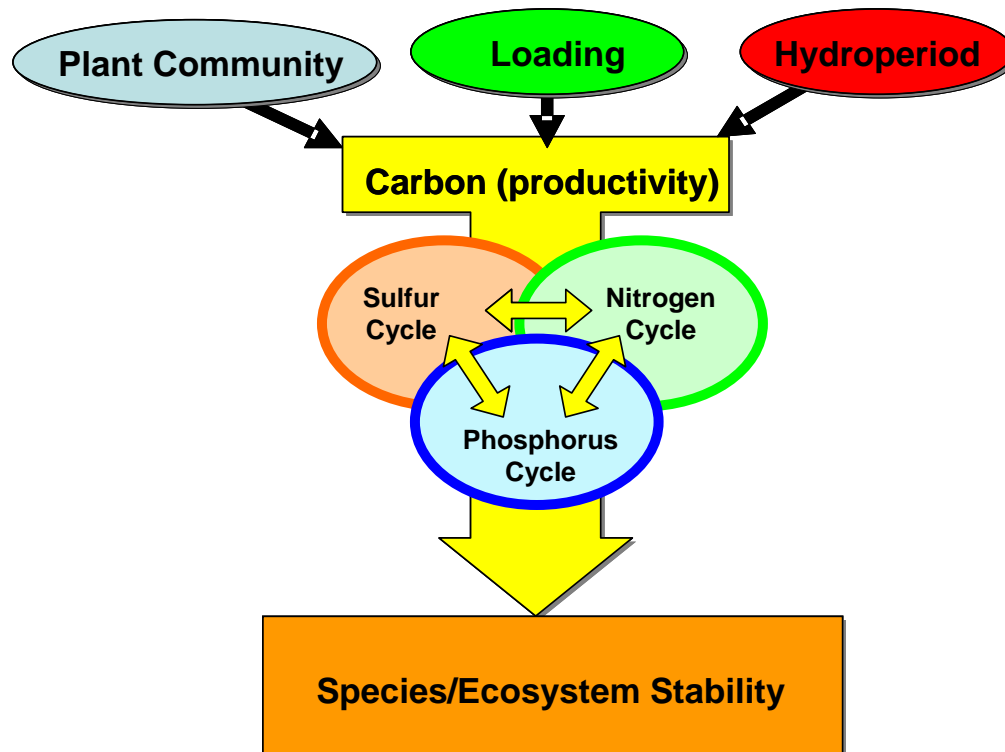 Plant Community
Loading
Hydroperiod
Carbon (productivity)
Sulfur
Cycle
Nitrogen
Cycle
Phosphorus
Cycle
Species/Ecosystem Stability